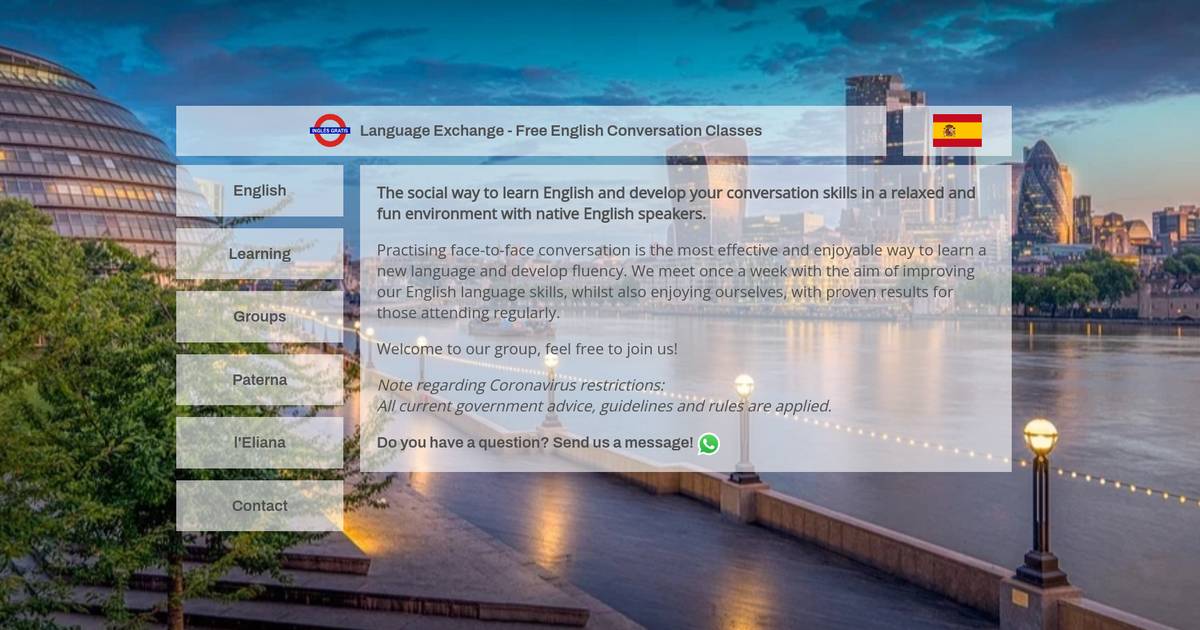 INGLÉS GRATIS
Language Exchange - Free English Conversation Classes
English
Learning
Groups
Paterna
l'Eliana
Contact
The social way to learn English and develop your conversation skills in a relaxed and
fun environment with native English speakers.
Practising face-to-face conversation is the most effective and enjoyable way to learn a
new language and develop fluency. We meet once a week with the aim of improving
our English language skills, whilst also enjoying ourselves, with proven results for
those attending regularly.
Welcome to our group, feel free to join us!
Note regarding Coronavirus restrictions:
All current government advice, guidelines and rules are applied.
Do you have a question? Send us a message!